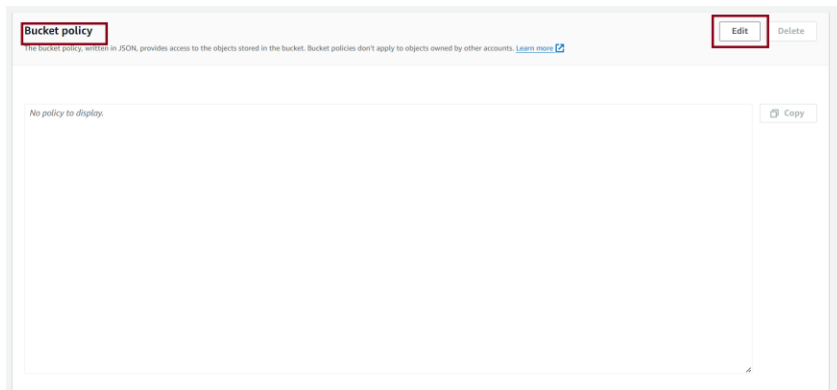 Bucket policy
Edit
Delete
The bucket policy, written in JSON, provides access to the objects stored in the bucket. Bucket policies don't apply to objects owned by other accounts. Learn more
No policy to display.
Copy